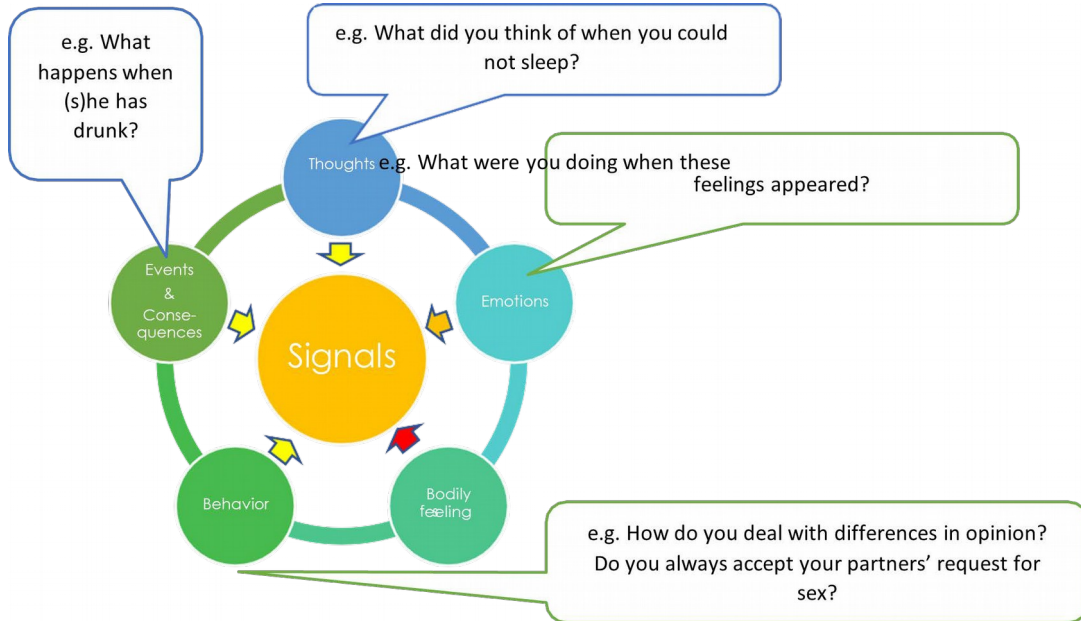 e.g. What
happens when
(s)he has
drunk?
e.g. What did you think of when you could
not sleep?
Thoughts
e.g. What were you doing when these
feelings appeared?
Events
&
Conse-
quences
Emotions
Signals
Behavior
Bodily
e.g. How do you deal with differences in opinion?
Do you always accept your partners’ request for
sex?